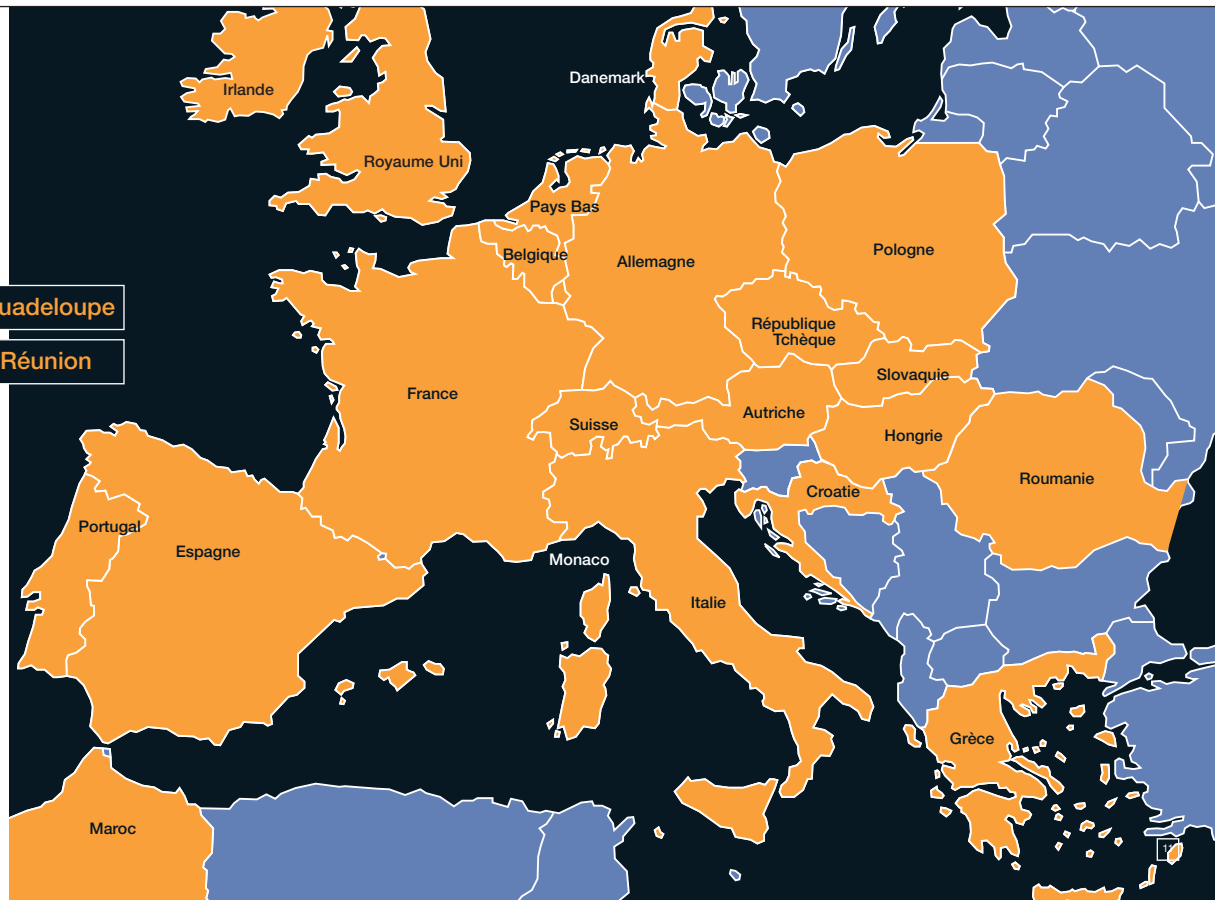 Danemark
Irlande
Royaume Uni
Pays Bas
Belgique
Allemagne
Pologne
uadeloupe
République
Tchèque
Réunion
Slovaquie
France
Autriche
Suisse
Hongrie
Roumanie
Croatie
Portugal
Espagne
Monaco
Italie
Grèce
Maroc
11